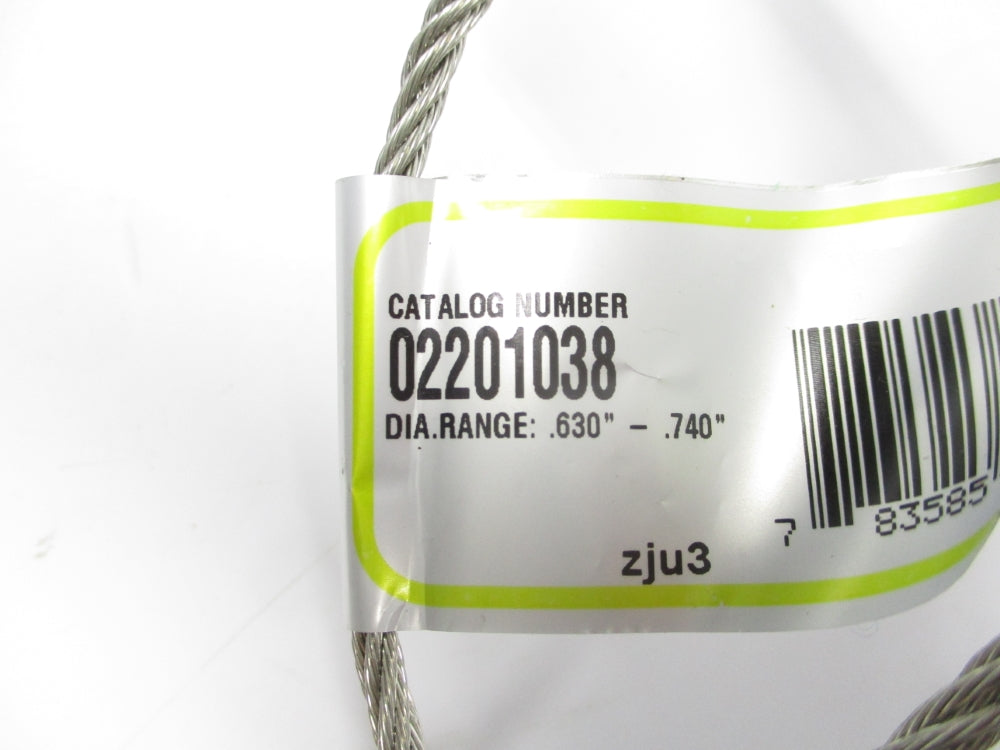 CATALOG NUMBER
02201038
DIA.RANGE: .630" – .740"
7 83585
zju3